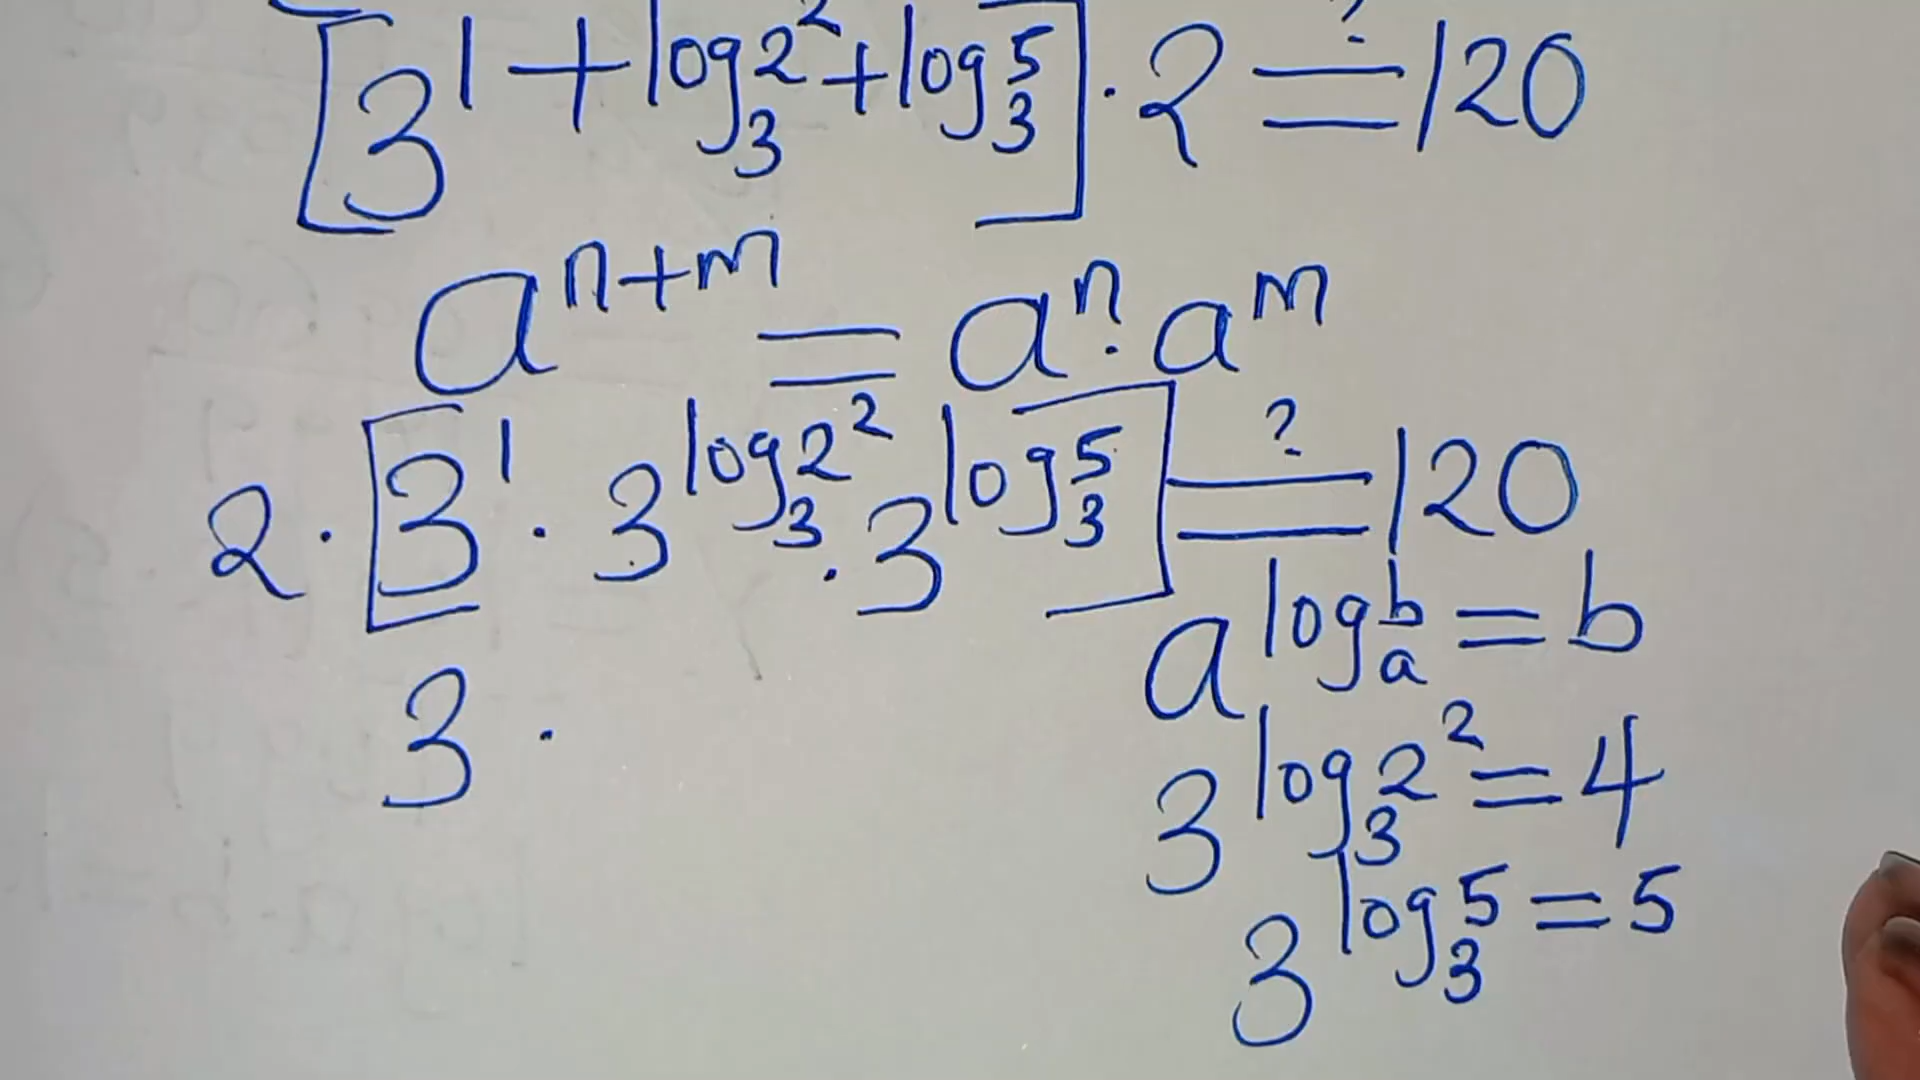 [3^{1 + log_3 2^2 + log_3 5}] · 2 =^? 120
a^{n+m} = a^n · a^m
2 · [3^1 · 3^{log_3 2^2} · 3^{log_3 5}] =^? 120
a^{log_a b} = b
3 ·
3^{log_3 2^2} = 4
3^{log_3 5} = 5